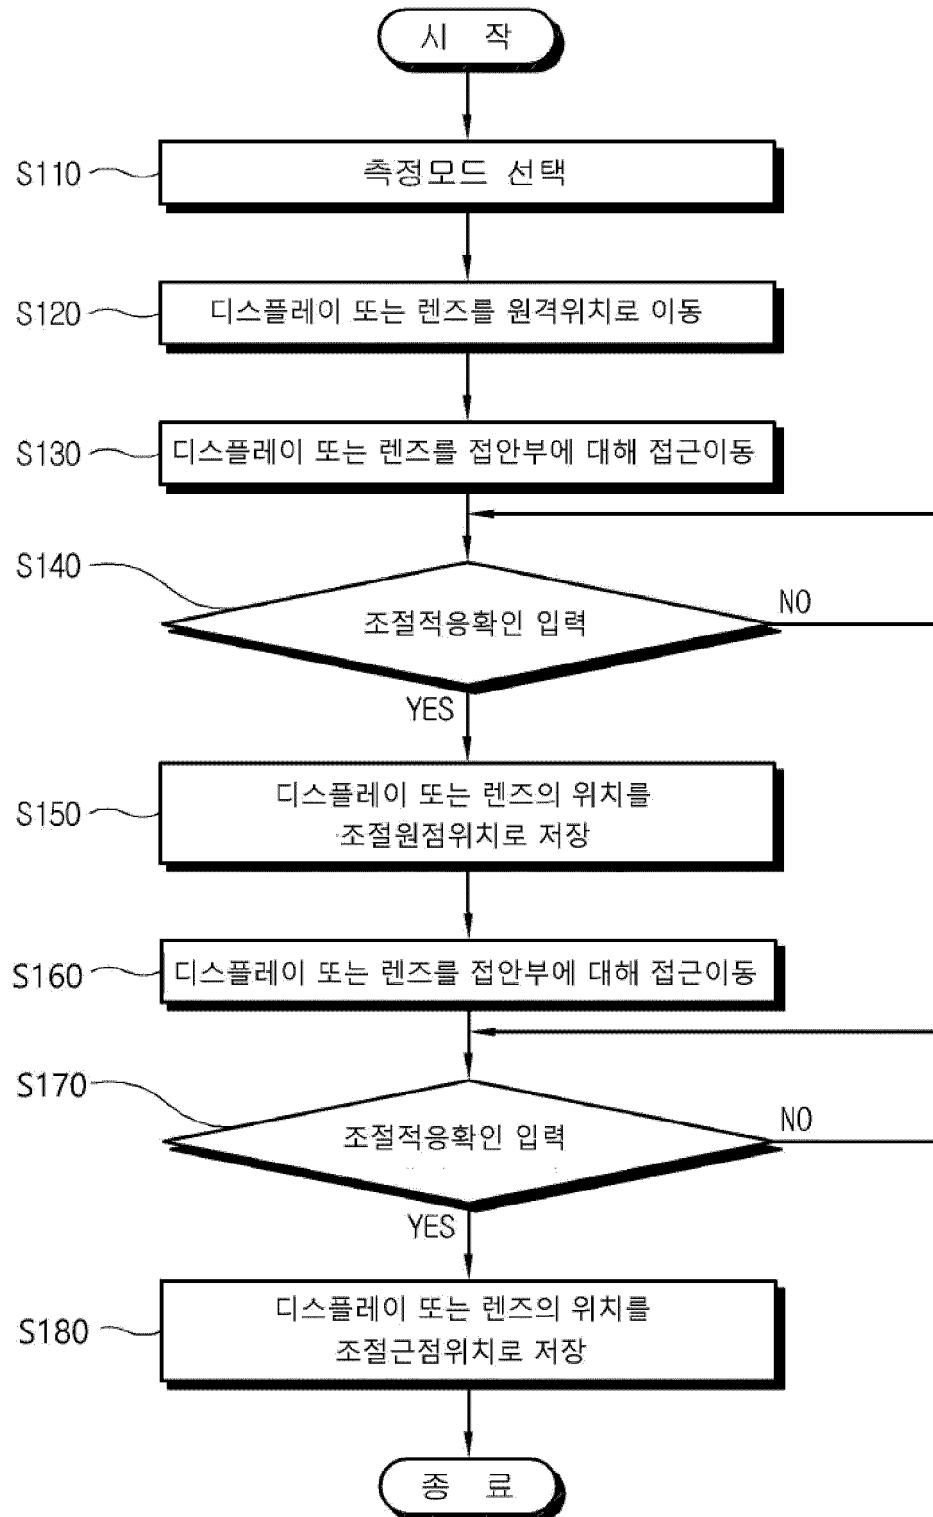 시 작
S110
측정모드 선택
S120
디스플레이 또는 렌즈를 원격위치로 이동
S130
디스플레이 또는 렌즈를 접안부에 대해 접근이동
S140
조절적응확인 입력
NO
YES
S150
디스플레이 또는 렌즈의 위치를
조절원점위치로 저장
S160
디스플레이 또는 렌즈를 접안부에 대해 접근이동
S170
조절적응확인 입력
NO
YES
S180
디스플레이 또는 렌즈의 위치를
조절근점위치로 저장
종 료